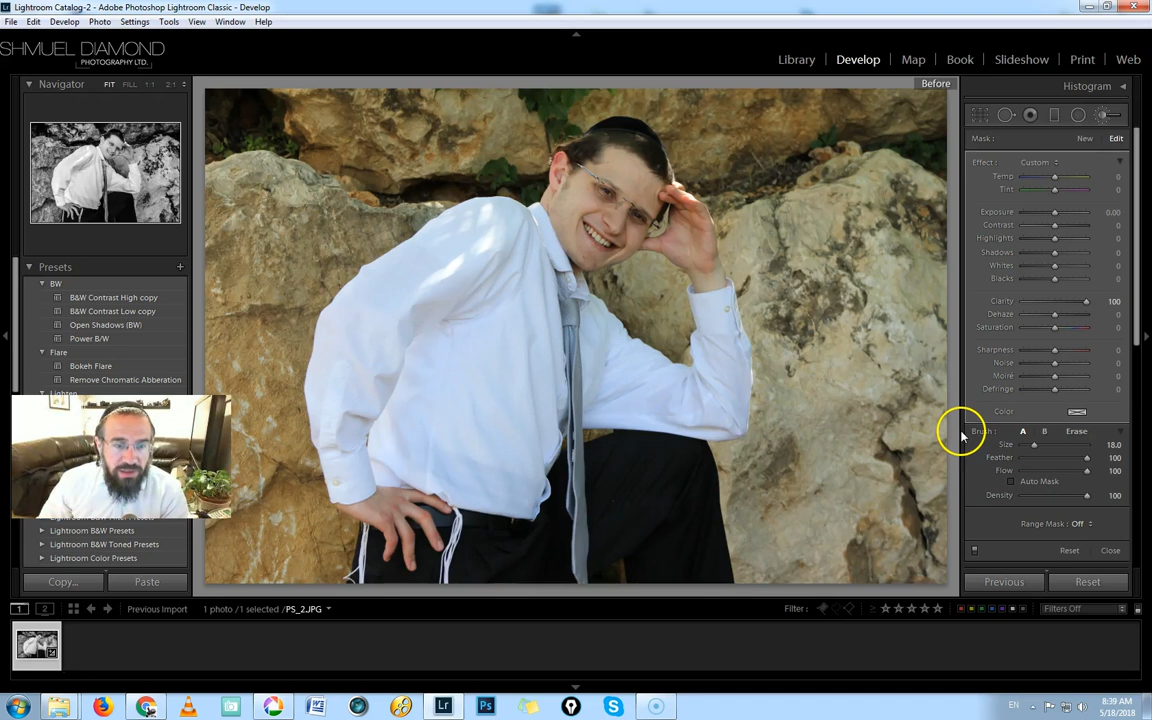 Lightroom Catalog-2 - Adobe Photoshop Lightroom Classic - Develop
File Edit Develop Photo Settings Tools View Window Help
SHMUEL DIAMOND
PHOTOGRAPHY LTD.
Library Develop Map Book Slideshow Print Web
Navigator FIT FILL 1:1 2:1
Before
Histogram
Mask : New Edit
Effect : Custom
Temp 0
Tint 0
Exposure 0.00
Contrast 0
Highlights 0
Shadows 0
Whites 0
Blacks 0
Clarity 100
Dehaze 0
Saturation 0
Sharpness 0
Noise 0
Moiré 0
Defringe 0
Color
Brush : A B Erase
Size 18.0
Feather 100
Flow 100
Auto Mask
Density 100
Range Mask : Off
Reset Close
Previous Reset
Presets +
BW
B&W Contrast High copy
B&W Contrast Low copy
Open Shadows (BW)
Power B/W
Flare
Bokeh Flare
Remove Chromatic Abberation
Lighten
Lightroom B&W Presets
Lightroom B&W Toned Presets
Lightroom Color Presets
Copy... Paste
1 2 Previous Import 1 photo / 1 selected / PS_2.JPG Filter : Filters Off
EN 8:39 AM
5/18/2018